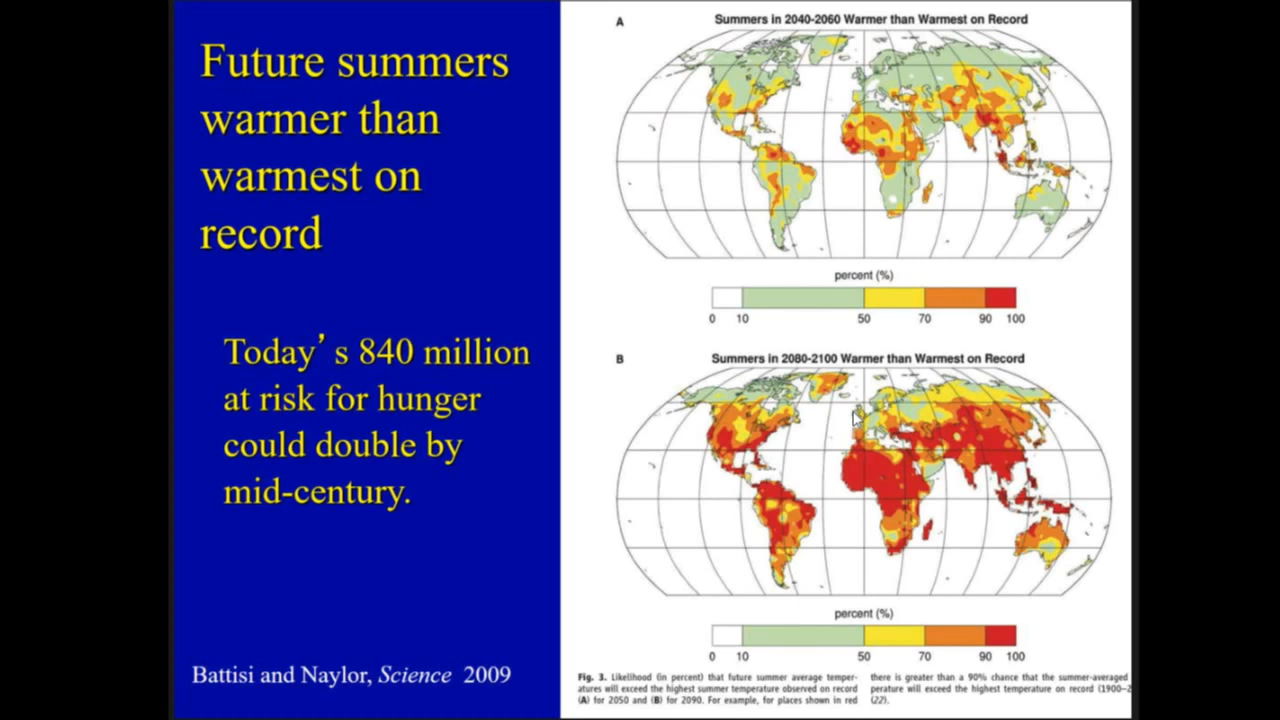 Future summers
warmer than
warmest on
record
Today’ s 840 million
at risk for hunger
could double by
mid-century.
Battisi and Naylor, Science 2009
A
Summers in 2040-2060 Warmer than Warmest on Record
percent (%)
0 10 50 70 90 100
B
Summers in 2080-2100 Warmer than Warmest on Record
percent (%)
0 10 50 70 90 100
Fig. 3. Likelihood (in percent) that future summer average temper-
atures will exceed the highest summer temperature observed on record
(A) for 2050 and (B) for 2090. For example, for places shown in red
there is greater than a 90% chance that the summer-averaged
perature will exceed the highest temperature on record (1900–2
(22).